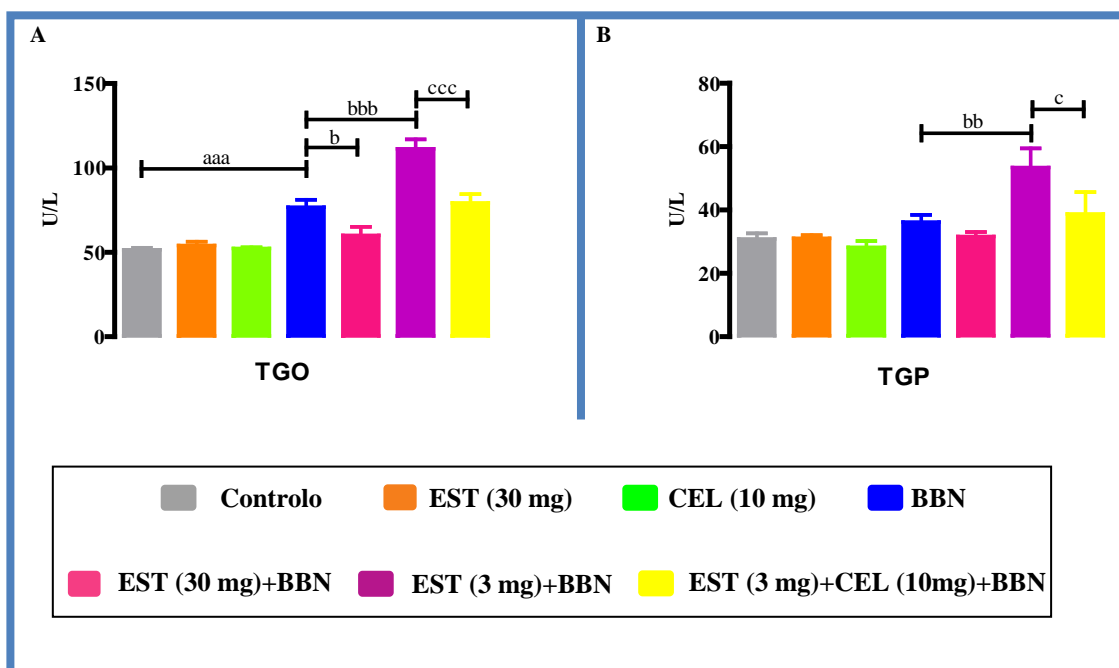 A
U/L
150
100
50
0
aaa
bbb
b
ccc
TGO
B
U/L
80
60
40
20
0
bb
c
TGP
Controlo
EST (30 mg)
CEL (10 mg)
BBN
EST (30 mg)+BBN
EST (3 mg)+BBN
EST (3 mg)+CEL (10mg)+BBN